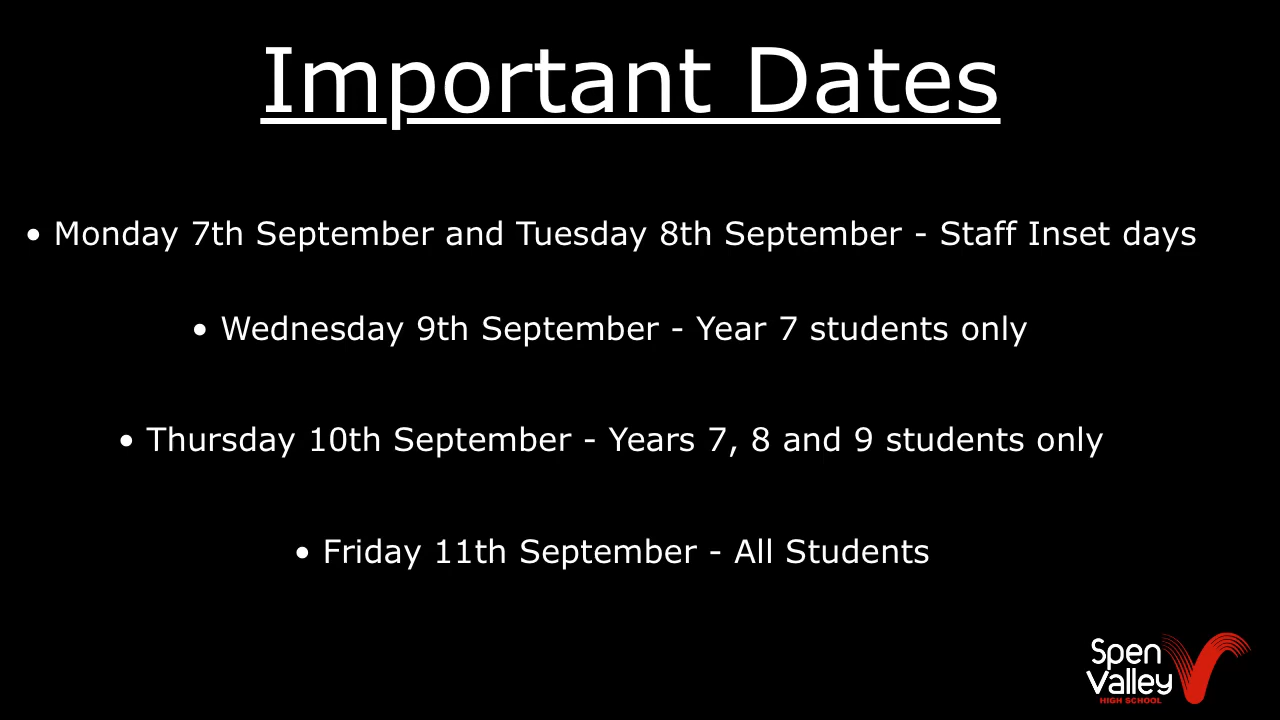 Important Dates
• Monday 7th September and Tuesday 8th September - Staff Inset days
• Wednesday 9th September - Year 7 students only
• Thursday 10th September - Years 7, 8 and 9 students only
• Friday 11th September - All Students
Spen
Valley
HIGH SCHOOL